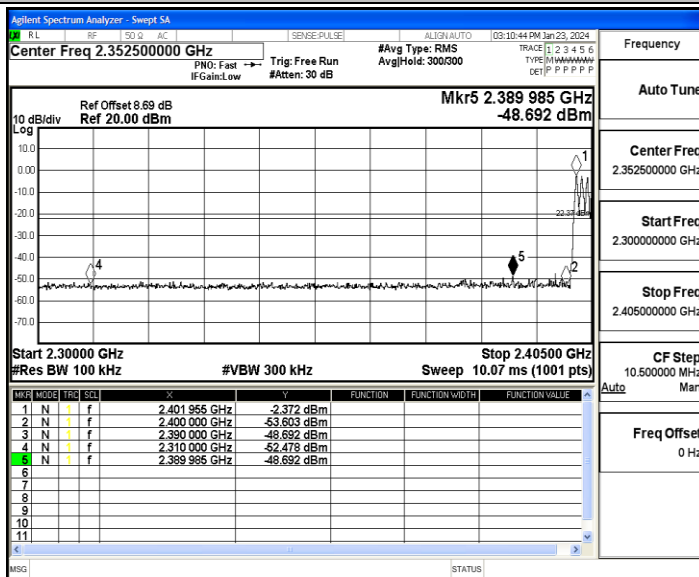 Agilent Spectrum Analyzer - Swept SA
LXI RL RF 50 Ω AC SENSE:PULSE ALIGN AUTO 03:10:44 PM Jan 23, 2024
Center Freq 2.352500000 GHz #Avg Type: RMS TRACE 1 2 3 4 5 6
PNO: Fast Trig: Free Run Avg|Hold: 300/300 TYPE M WWWWW
IFGain:Low #Atten: 30 dB DET P P P P P P
Mkr5 2.389 985 GHz
-48.692 dBm
Ref Offset 8.69 dB
10 dB/div Ref 20.00 dBm
Log
10.0
0.00
-10.0
-20.0
-30.0
-40.0
-50.0
-60.0
-70.0
1
-22.37 dBm
4
5
2
Start 2.30000 GHz Stop 2.40500 GHz
#Res BW 100 kHz #VBW 300 kHz Sweep 10.07 ms (1001 pts)
MKR MODE TRC SCL X Y FUNCTION FUNCTION WIDTH FUNCTION VALUE
1 N 1 f 2.401 955 GHz -2.372 dBm
2 N 1 f 2.400 000 GHz -53.603 dBm
3 N 1 f 2.390 000 GHz -48.692 dBm
4 N 1 f 2.310 000 GHz -52.478 dBm
5 N 1 f 2.389 985 GHz -48.692 dBm
6
7
8
9
10
11
MSG STATUS
Frequency
Auto Tune
Center Freq
2.352500000 GHz
Start Freq
2.300000000 GHz
Stop Freq
2.405000000 GHz
CF Step
10.500000 MHz
Auto Man
Freq Offset
0 Hz